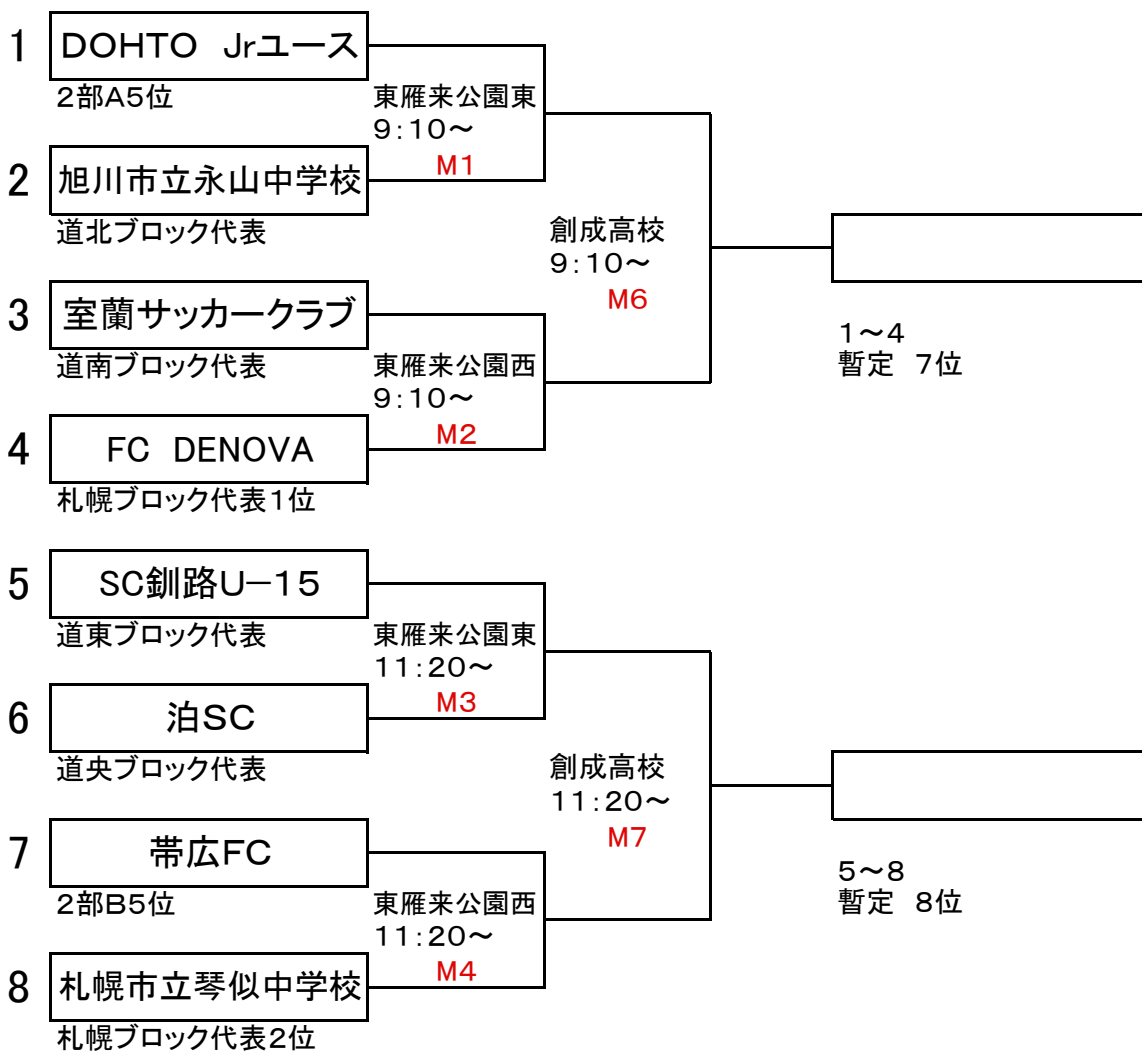 1
DOHTO Jrユース
2部A5位
東雁来公園東
9:10～
M1
2
旭川市立永山中学校
道北ブロック代表
創成高校
9:10～
M6
3
室蘭サッカークラブ
道南ブロック代表
東雁来公園西
9:10～
M2
1～4
暫定 7位
4
FC DENOVA
札幌ブロック代表1位
5
SC釧路U－15
道東ブロック代表
東雁来公園東
11:20～
M3
6
泊SC
道央ブロック代表
創成高校
11:20～
M7
7
帯広FC
2部B5位
東雁来公園西
11:20～
M4
5～8
暫定 8位
8
札幌市立琴似中学校
札幌ブロック代表2位